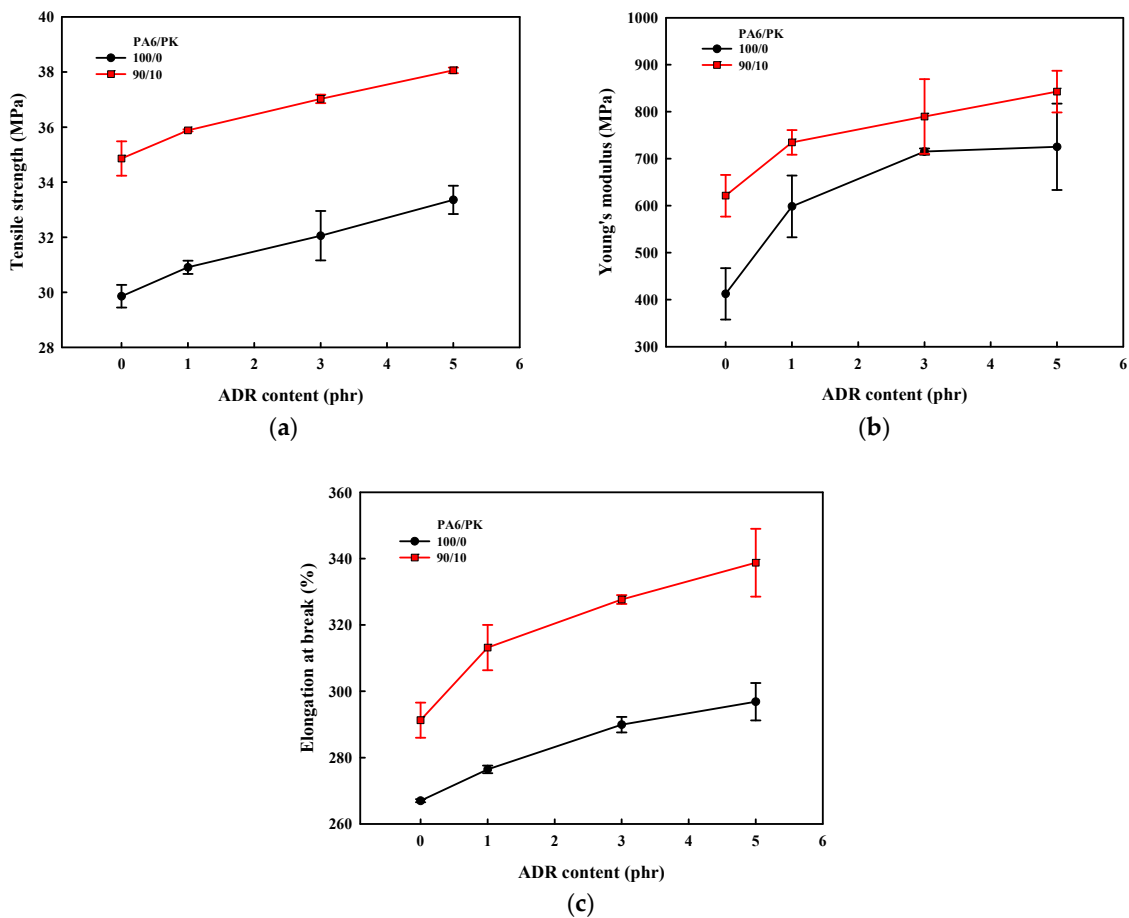 40
38
36
34
32
30
28
Tensile strength (MPa)
PA6/PK
100/0
90/10
0 1 2 3 4 5 6
ADR content (phr)
(a)
1000
900
800
700
600
500
400
300
Young's modulus (MPa)
PA6/PK
100/0
90/10
0 1 2 3 4 5 6
ADR content (phr)
(b)
360
340
320
300
280
260
Elongation at break (%)
PA6/PK
100/0
90/10
0 1 2 3 4 5 6
ADR content (phr)
(c)